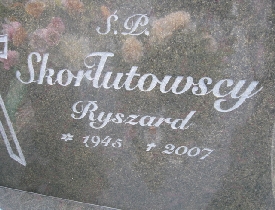 Ś.P.
Skorłutowscy
Ryszard
* 1945 † 2007